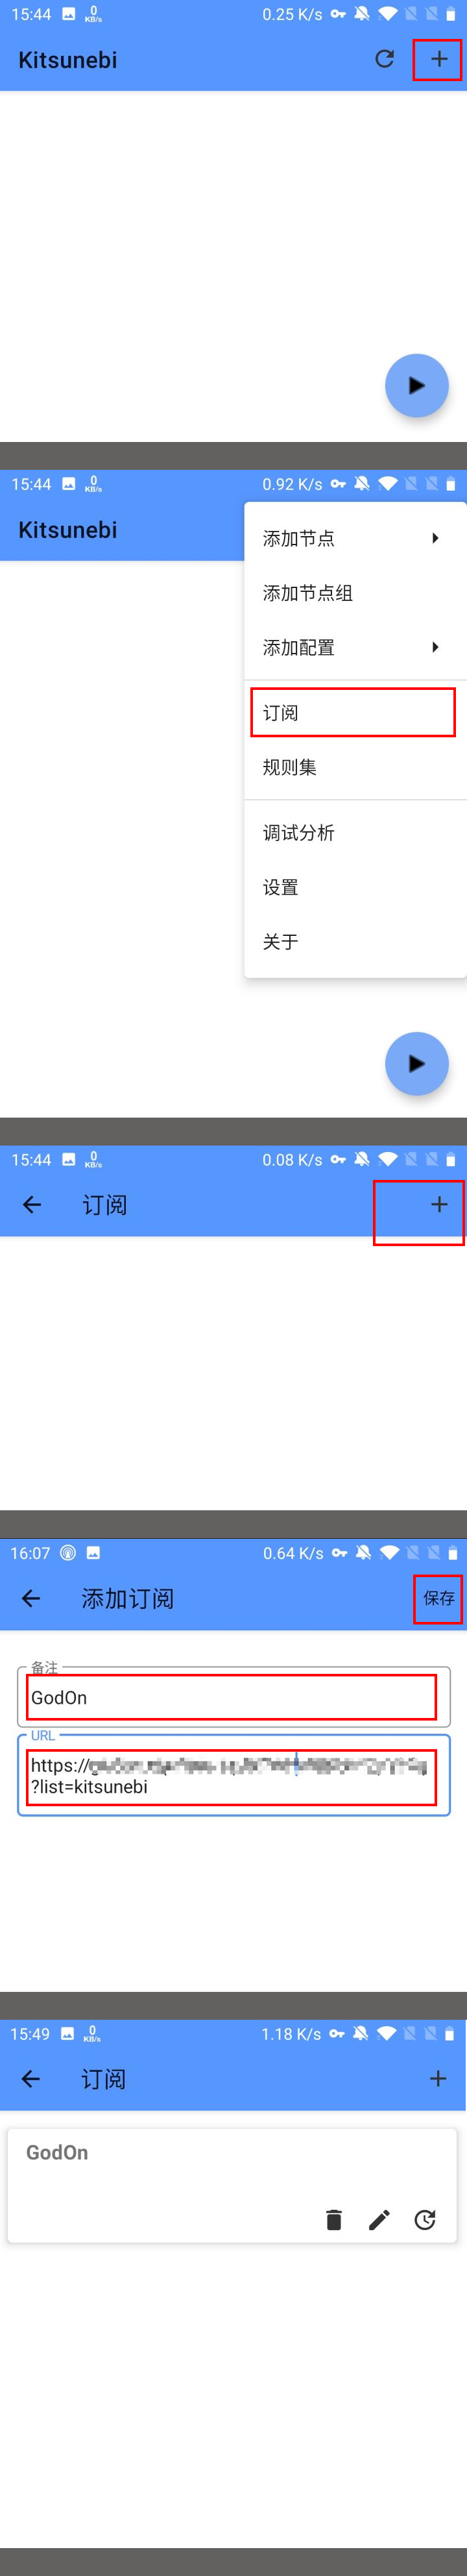 15:44 0 KB/s 0.25 K/s
Kitsunebi
15:44 0 KB/s 0.92 K/s
Kitsunebi
添加节点
添加节点组
添加配置
订阅
规则集
调试分析
设置
关于
15:44 0 KB/s 0.08 K/s
订阅
16:07 0.64 K/s
添加订阅 保存
备注
GodOn
URL
https://
?list=kitsunebi
15:49 0 KB/s 1.18 K/s
订阅
GodOn